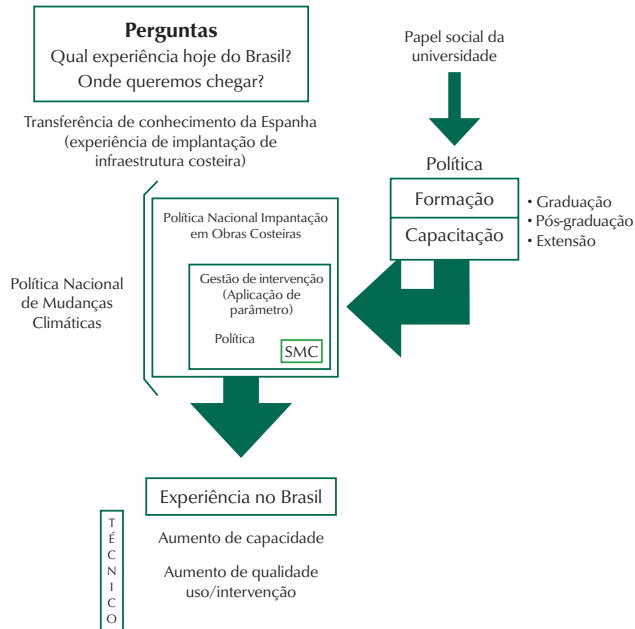 Perguntas
Qual experiência hoje do Brasil?
Onde queremos chegar?
Transferência de conhecimento da Espanha
(experiência de implantação de
infraestrutura costeira)
Papel social da
universidade
Política
Formação
Capacitação
• Graduação
• Pós-graduação
• Extensão
Política Nacional
de Mudanças
Climáticas
Política Nacional Impantação
em Obras Costeiras
Gestão de intervenção
(Aplicação de
parâmetro)
Política
SMC
Experiência no Brasil
TÉCNICO
Aumento de capacidade
Aumento de qualidade
uso/intervenção